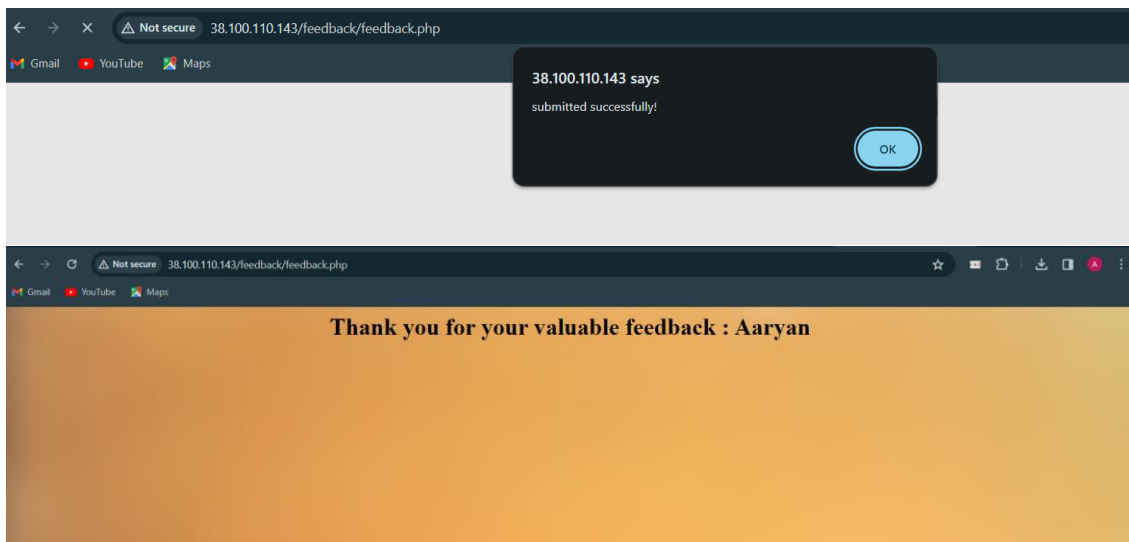 Not secure 38.100.110.143/feedback/feedback.php
Gmail YouTube Maps
38.100.110.143 says
submitted successfully!
OK
Not secure 38.100.110.143/feedback/feedback.php A
Gmail YouTube Maps
Thank you for your valuable feedback : Aaryan